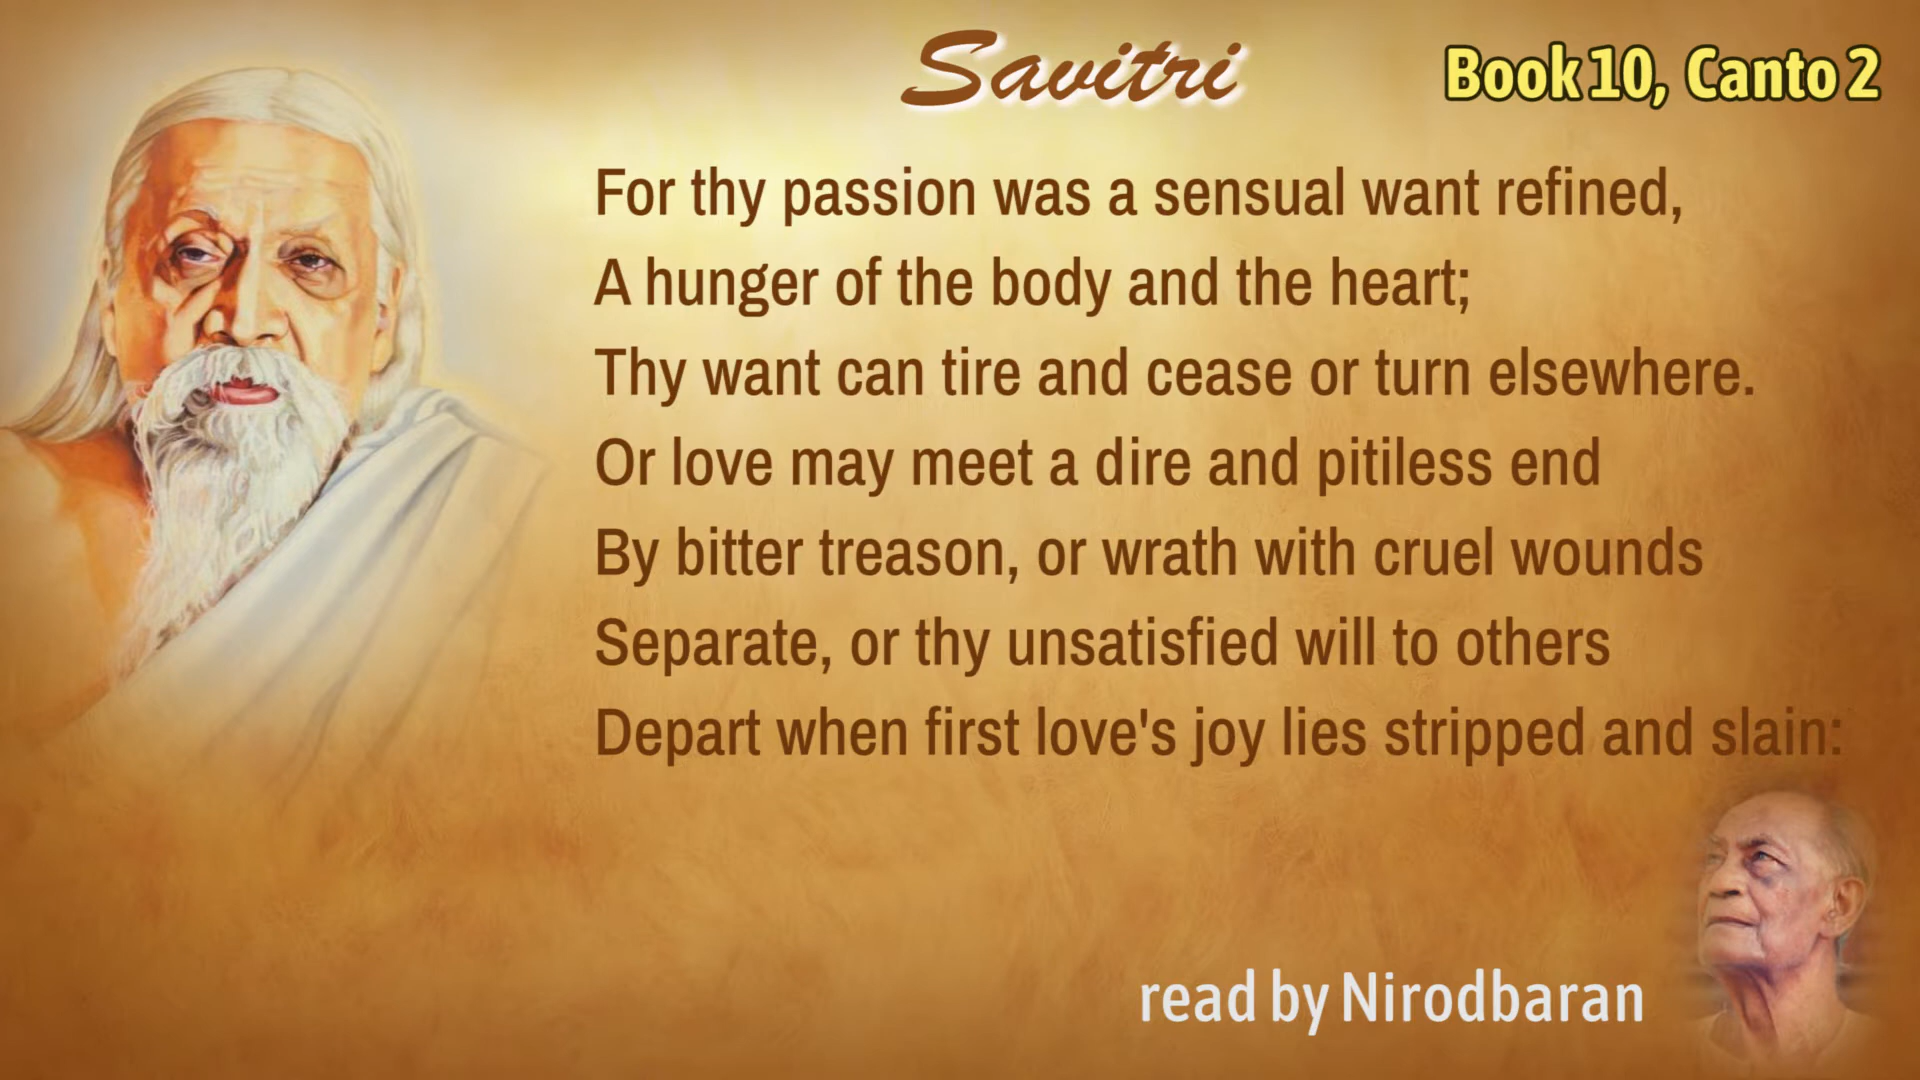 Savitri
Book 10, Canto 2
For thy passion was a sensual want refined,
A hunger of the body and the heart;
Thy want can tire and cease or turn elsewhere.
Or love may meet a dire and pitiless end
By bitter treason, or wrath with cruel wounds
Separate, or thy unsatisfied will to others
Depart when first love's joy lies stripped and slain:
read by Nirodbaran